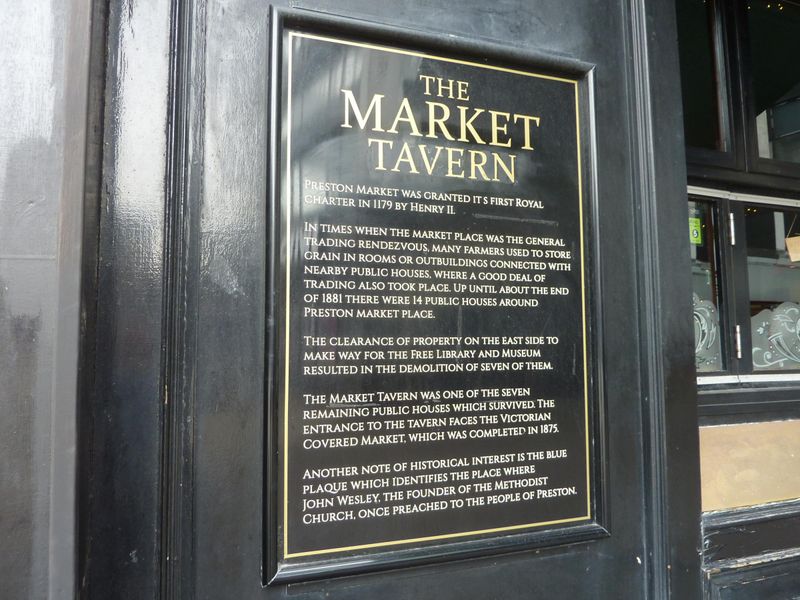 THE
MARKET
TAVERN
PRESTON MARKET WAS GRANTED IT S FIRST ROYAL
CHARTER IN 1179 BY HENRY II.
IN TIMES WHEN THE MARKET PLACE WAS THE GENERAL
TRADING RENDEZVOUS, MANY FARMERS USED TO STORE
GRAIN IN ROOMS OR OUTBUILDINGS CONNECTED WITH
NEARBY PUBLIC HOUSES, WHERE A GOOD DEAL OF
TRADING ALSO TOOK PLACE. UP UNTIL ABOUT THE END
OF 1881 THERE WERE 14 PUBLIC HOUSES AROUND
PRESTON MARKET PLACE.
THE CLEARANCE OF PROPERTY ON THE EAST SIDE TO
MAKE WAY FOR THE FREE LIBRARY AND MUSEUM
RESULTED IN THE DEMOLITION OF SEVEN OF THEM.
THE MARKET TAVERN WAS ONE OF THE SEVEN
REMAINING PUBLIC HOUSES WHICH SURVIVED. THE
ENTRANCE TO THE TAVERN FACES THE VICTORIAN
COVERED MARKET, WHICH WAS COMPLETED IN 1875.
ANOTHER NOTE OF HISTORICAL INTEREST IS THE BLUE
PLAQUE WHICH IDENTIFIES THE PLACE WHERE
JOHN WESLEY, THE FOUNDER OF THE METHODIST
CHURCH, ONCE PREACHED TO THE PEOPLE OF PRESTON.
5